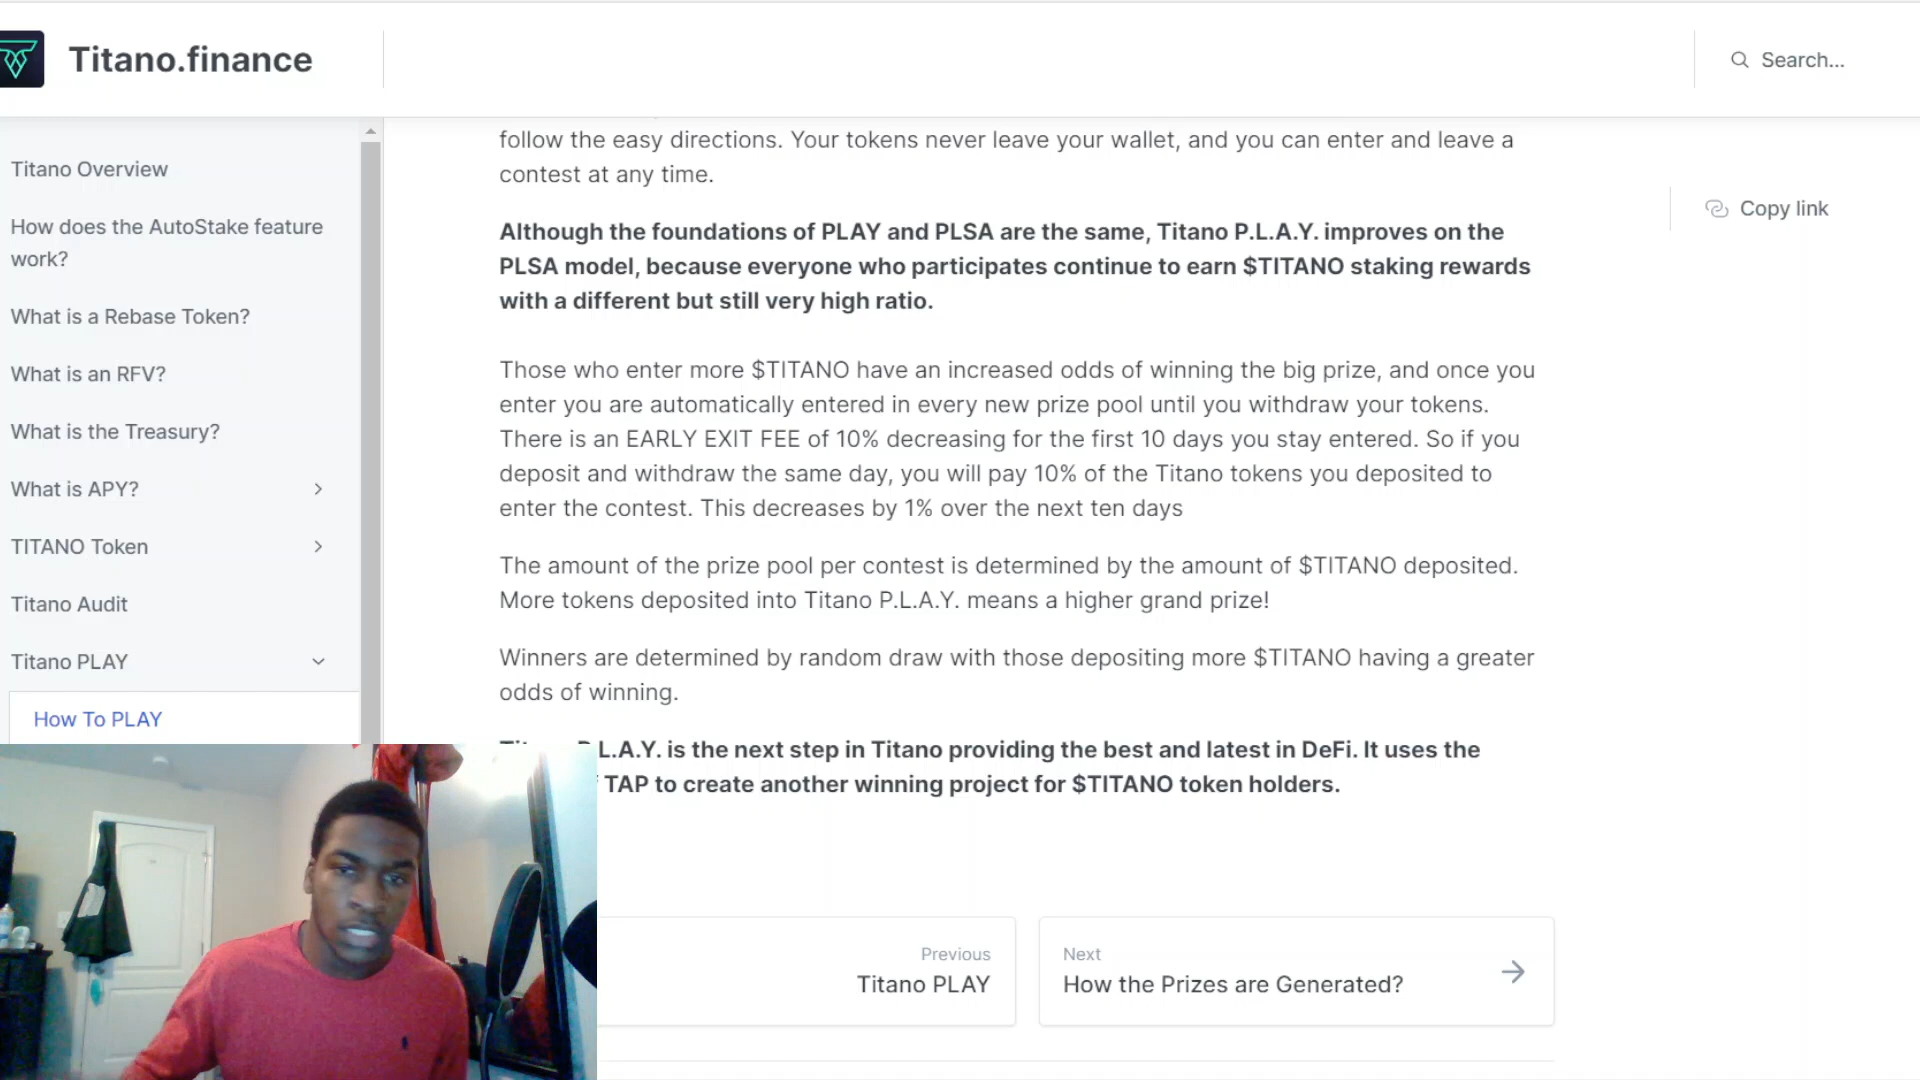 Titano.finance
Search...
Titano Overview
How does the AutoStake feature
work?
What is a Rebase Token?
What is an RFV?
What is the Treasury?
What is APY?
TITANO Token
Titano Audit
Titano PLAY
How To PLAY
follow the easy directions. Your tokens never leave your wallet, and you can enter and leave a
contest at any time.
Although the foundations of PLAY and PLSA are the same, Titano P.L.A.Y. improves on the
PLSA model, because everyone who participates continue to earn $TITANO staking rewards
with a different but still very high ratio.
Those who enter more $TITANO have an increased odds of winning the big prize, and once you
enter you are automatically entered in every new prize pool until you withdraw your tokens.
There is an EARLY EXIT FEE of 10% decreasing for the first 10 days you stay entered. So if you
deposit and withdraw the same day, you will pay 10% of the Titano tokens you deposited to
enter the contest. This decreases by 1% over the next ten days
The amount of the prize pool per contest is determined by the amount of $TITANO deposited.
More tokens deposited into Titano P.L.A.Y. means a higher grand prize!
Winners are determined by random draw with those depositing more $TITANO having a greater
odds of winning.
P.L.A.Y. is the next step in Titano providing the best and latest in DeFi. It uses the
TAP to create another winning project for $TITANO token holders.
Copy link
Previous
Titano PLAY
Next
How the Prizes are Generated?